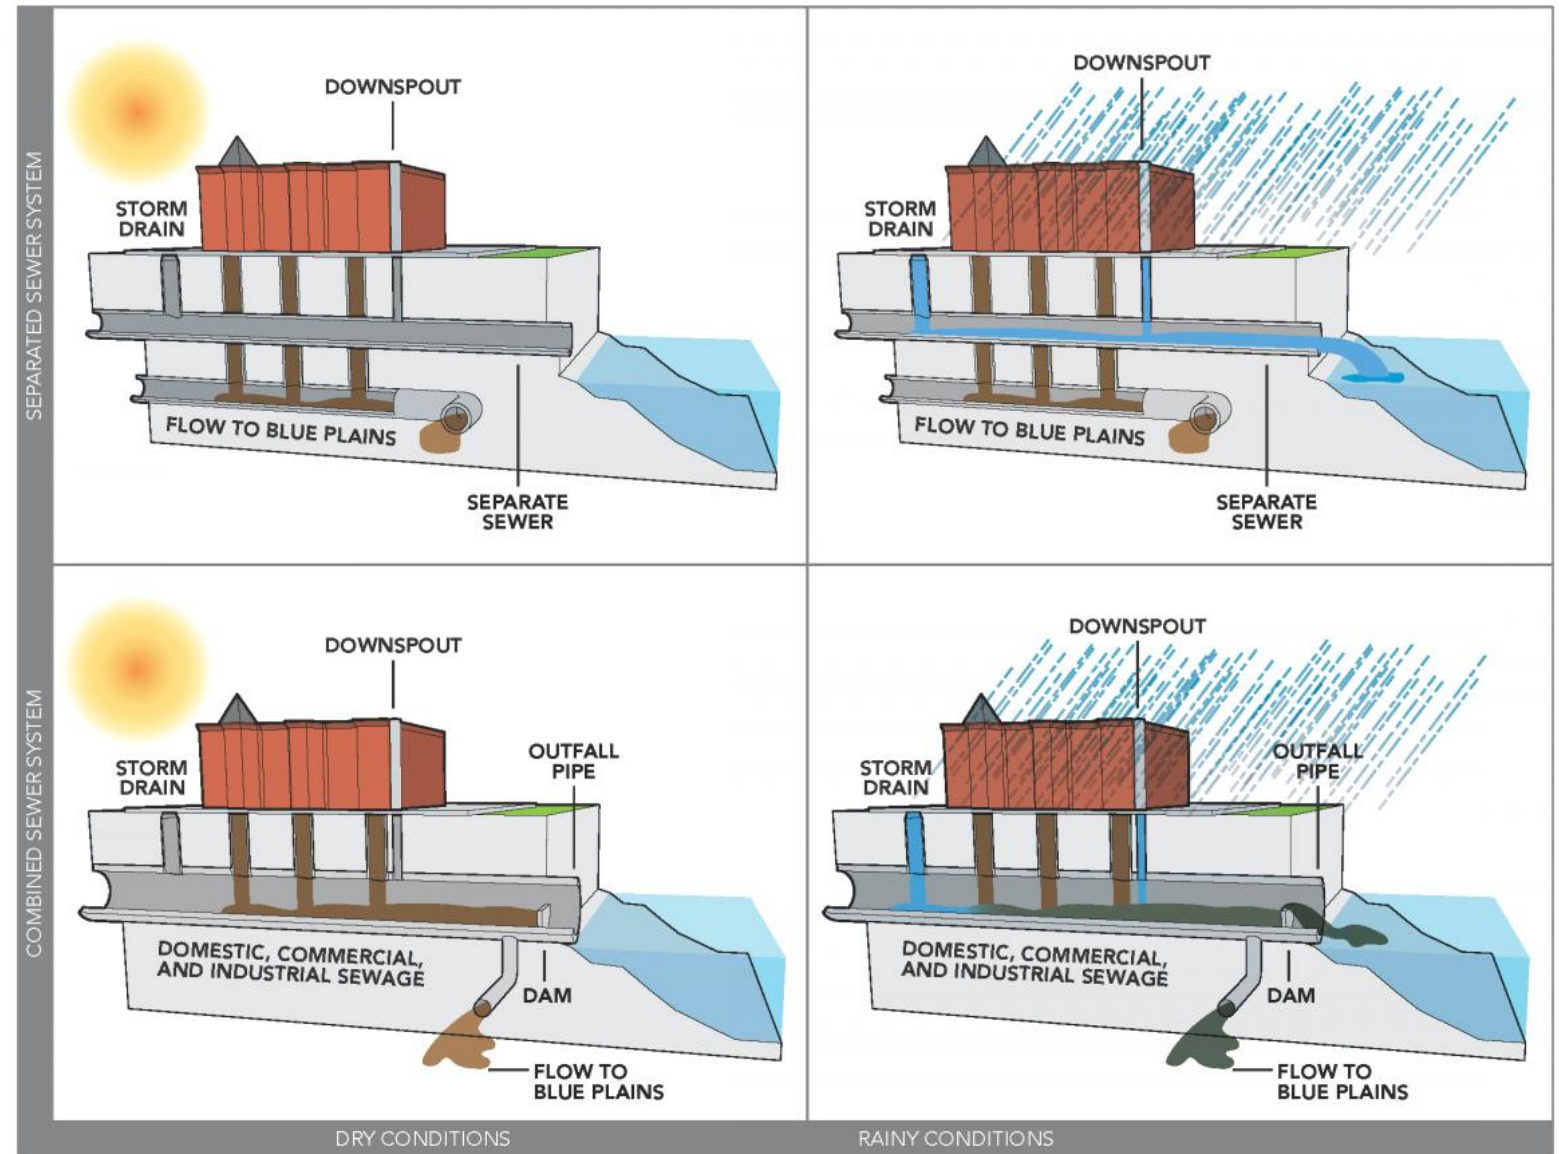 SEPARATED SEWER SYSTEM
DOWNSPOUT
STORM
DRAIN
FLOW TO BLUE PLAINS
SEPARATE
SEWER
DOWNSPOUT
STORM
DRAIN
FLOW TO BLUE PLAINS
SEPARATE
SEWER
COMBINED SEWER SYSTEM
DOWNSPOUT
STORM
DRAIN
OUTFALL
PIPE
DOMESTIC, COMMERCIAL,
AND INDUSTRIAL SEWAGE
DAM
FLOW TO
BLUE PLAINS
DOWNSPOUT
STORM
DRAIN
OUTFALL
PIPE
DOMESTIC, COMMERCIAL,
AND INDUSTRIAL SEWAGE
DAM
FLOW TO
BLUE PLAINS
DRY CONDITIONS
RAINY CONDITIONS